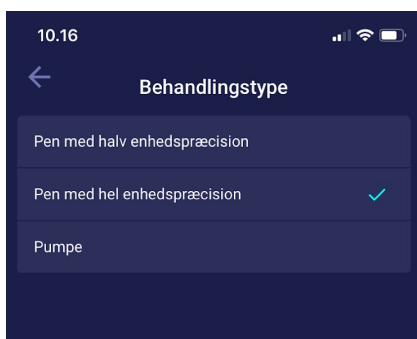 10.16
Behandlingstype
Pen med halv enhedspræcision
Pen med hel enhedspræcision
Pumpe